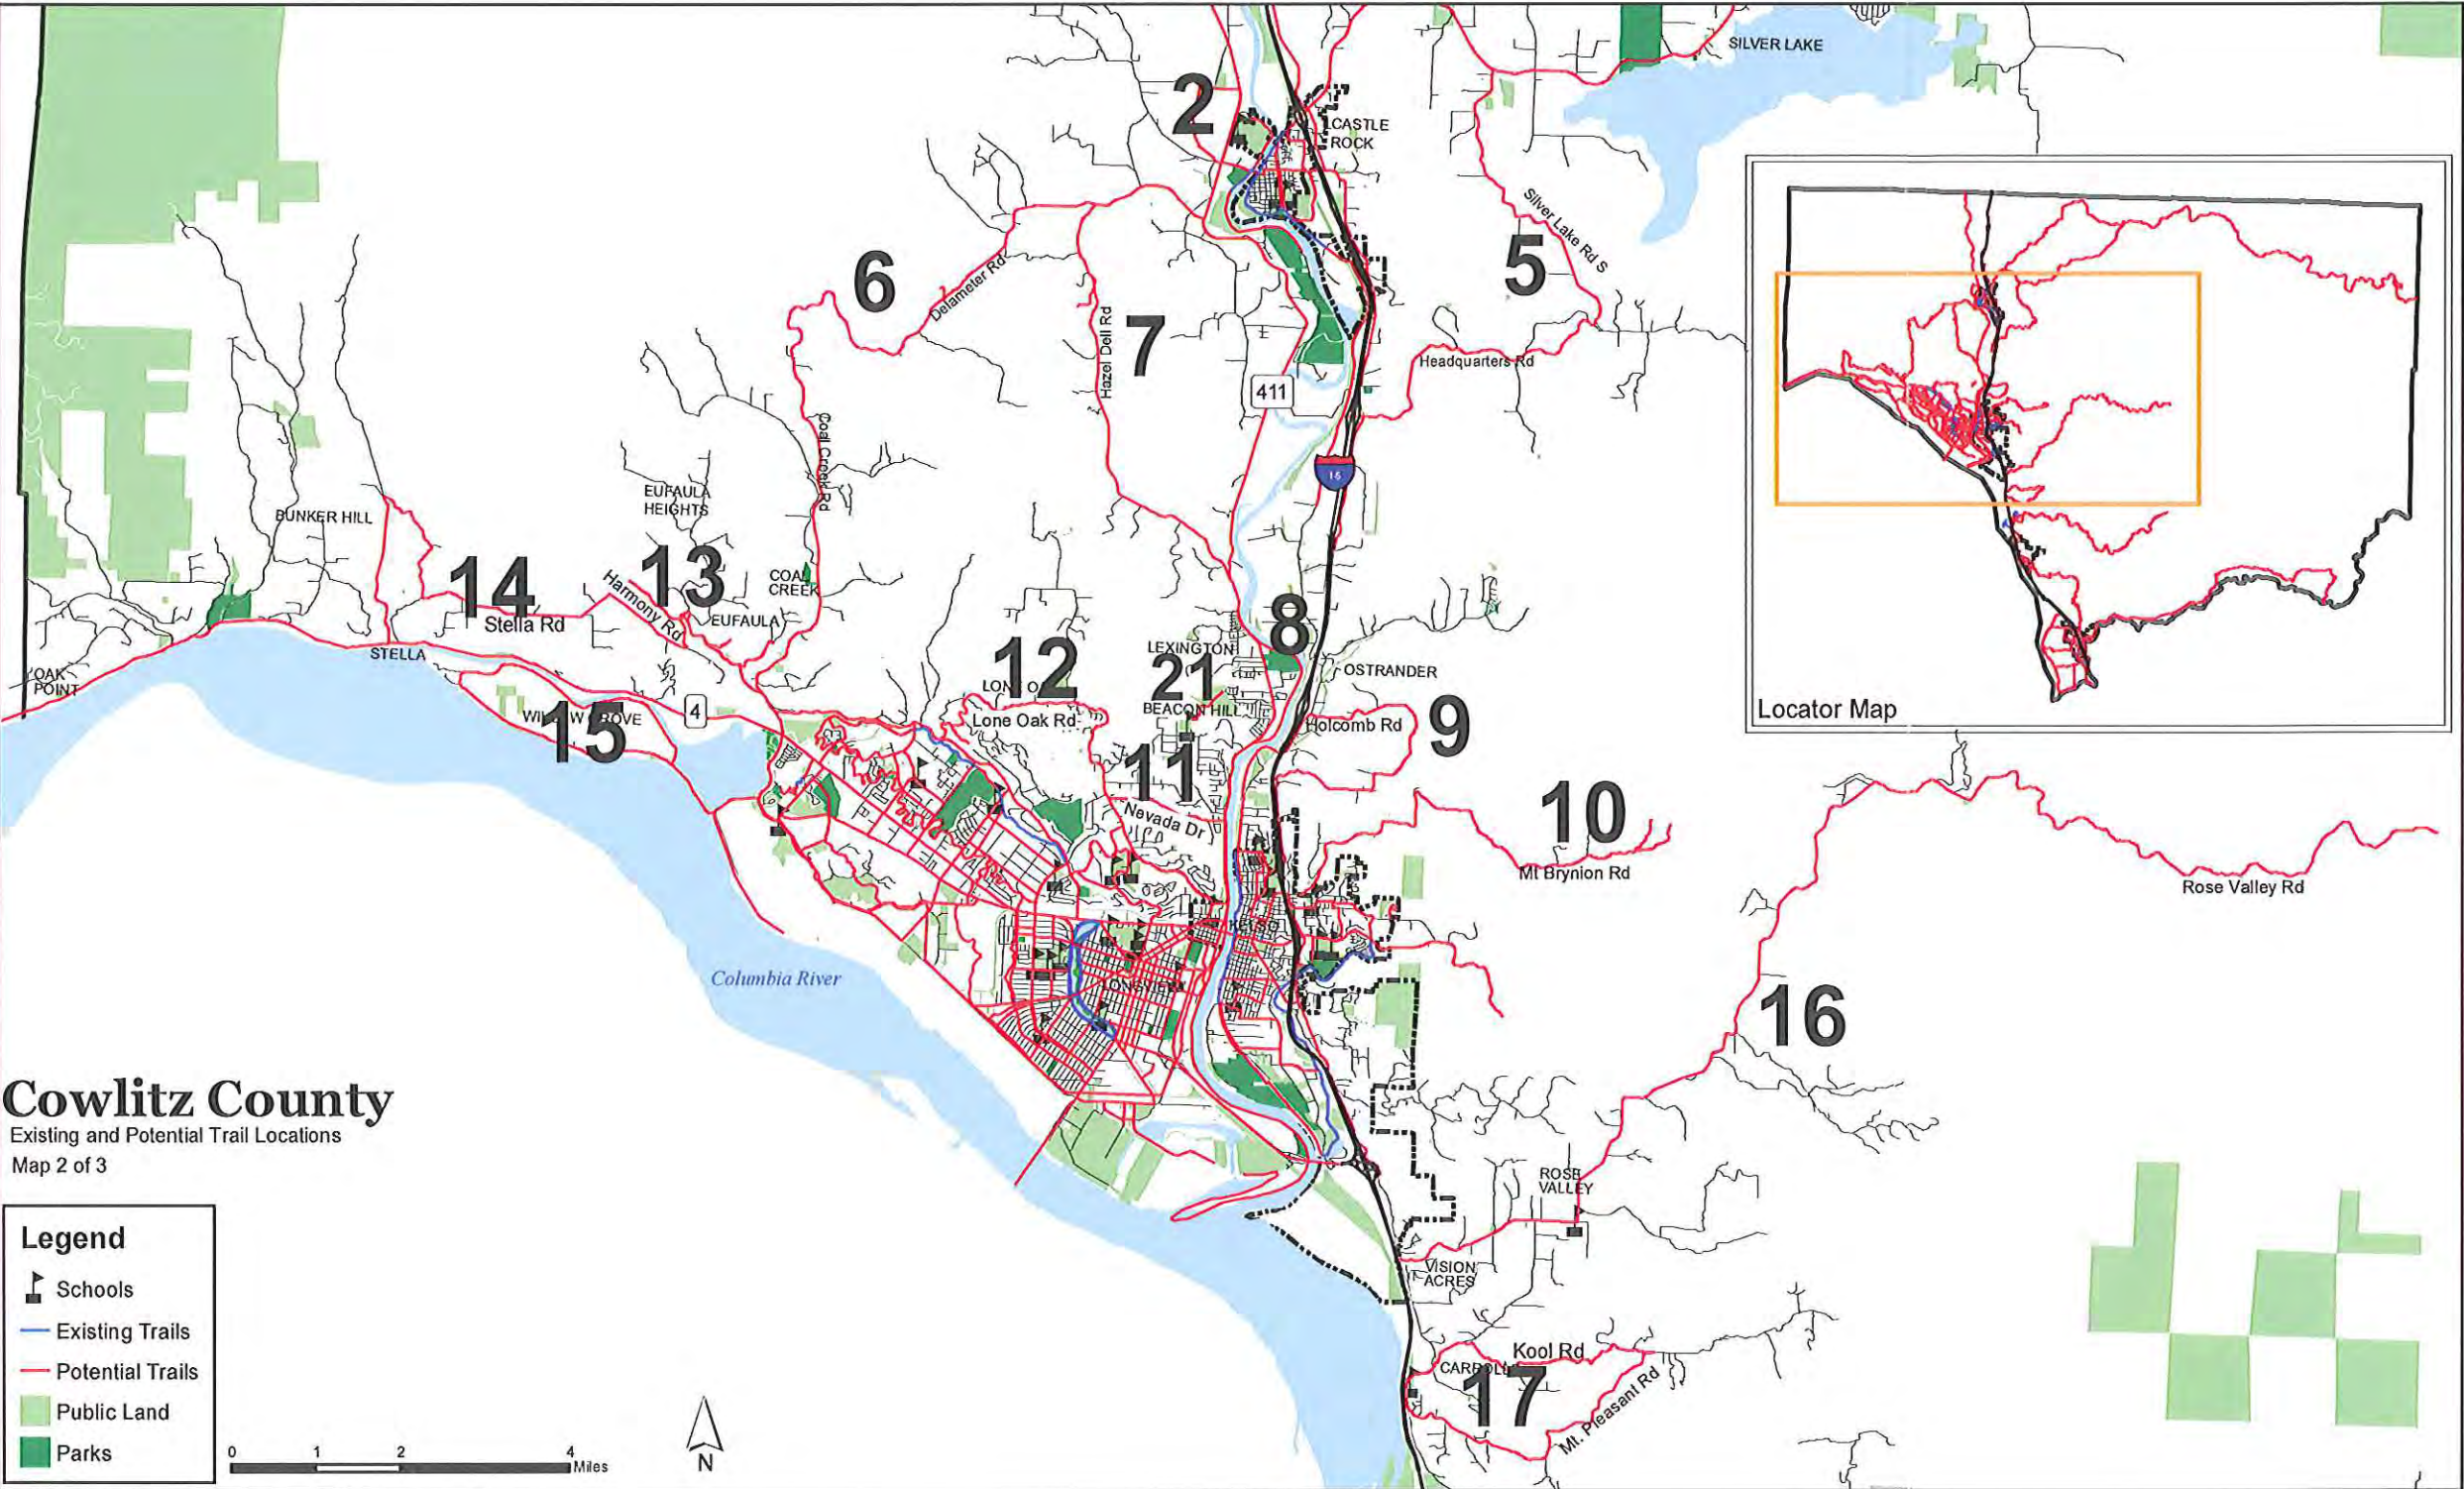 SILVER LAKE
2
CASTLE
ROCK
Silver Lake Rd S
5
6
Delameter Rd
Hazel Dell Rd
7
Headquarters Rd
411
Coal Creek Rd
EUFAULA
HEIGHTS
BUNKER HILL
14
Stella Rd
13
Harmony Rd
COAL
CREEK
EUFAULA
8
12
LEXINGTON
21
OSTRANDER
STELLA
OAK
POINT
Lone Oak Rd
BEACON HILL
Holcomb Rd
9
4
15
11
Nevada Dr
10
Mt Brynion Rd
Rose Valley Rd
KELSO
LONGVIEW
Columbia River
16
ROSE
VALLEY
VISION
ACRES
Kool Rd
17
Mt. Pleasant Rd
Locator Map
Cowlitz County
Existing and Potential Trail Locations
Map 2 of 3
Legend
Schools
Existing Trails
Potential Trails
Public Land
Parks
0 1 2 4
Miles
N